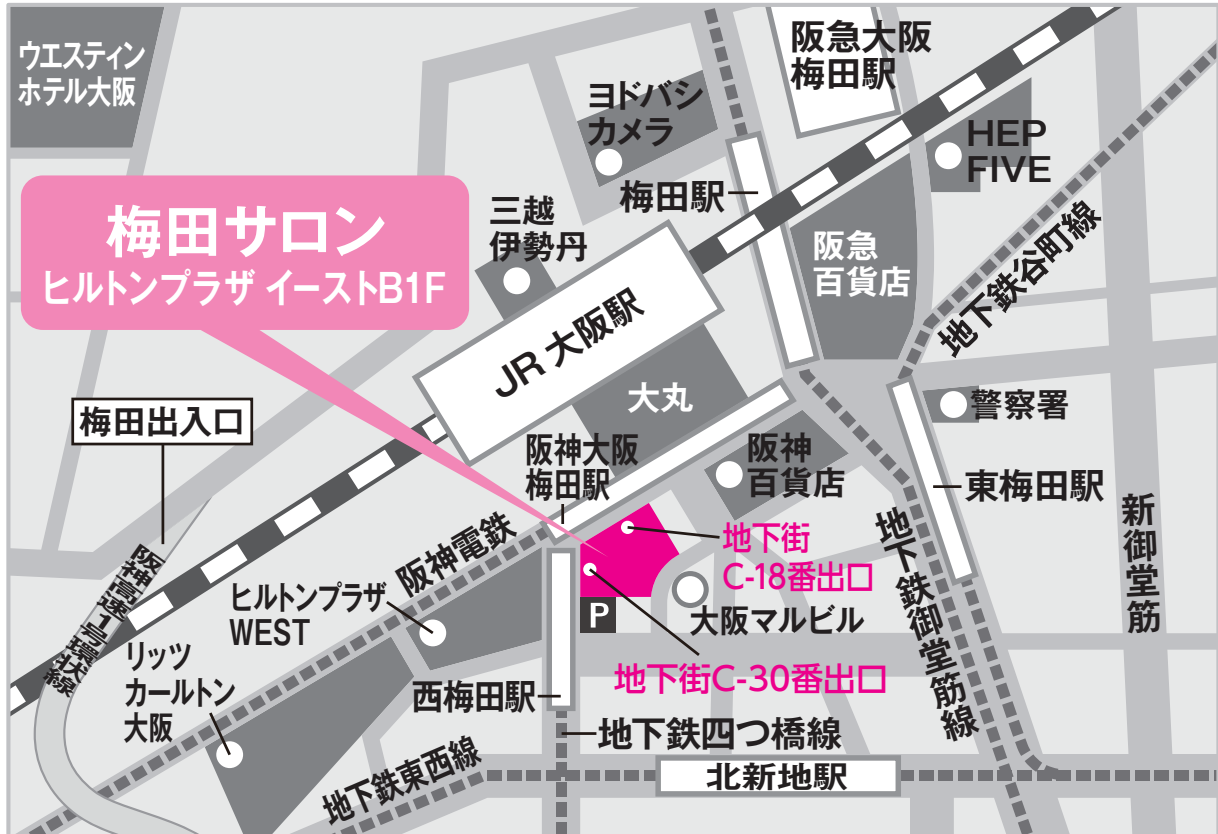 ウエスティン
ホテル大阪
阪急大阪
梅田駅
ヨドバシ
カメラ
HEP
FIVE
梅田駅
三越
伊勢丹
梅田サロン
ヒルトンプラザ イーストB1F
阪急
百貨店
地下鉄谷町線
JR 大阪駅
大丸
梅田出入口
警察署
阪神大阪
梅田駅
阪神
百貨店
東梅田駅
新御堂筋
地下街
C-18番出口
阪神電鉄
地下鉄御堂筋線
阪神高速1号環状線
ヒルトンプラザ
WEST
P
大阪マルビル
リッツ
カールトン
大阪
地下街C-30番出口
西梅田駅
地下鉄四つ橋線
地下鉄東西線
北新地駅